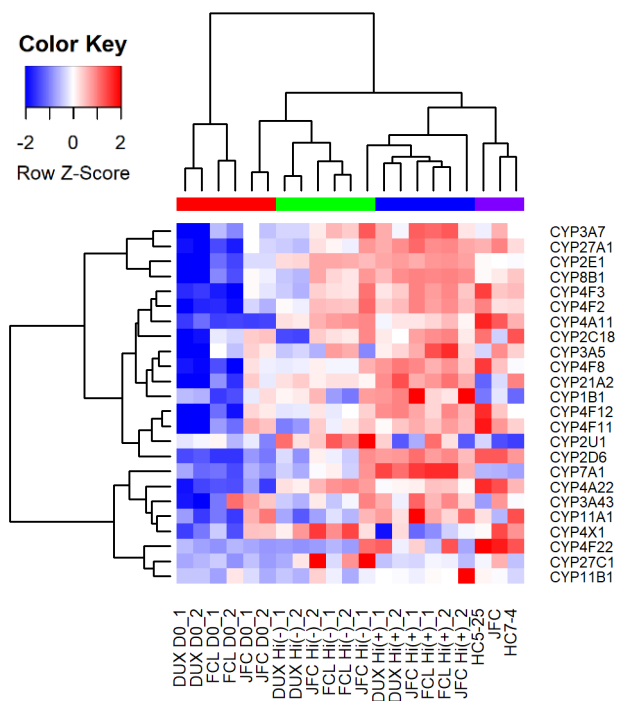 Color Key
-2 0 2
Row Z-Score
CYP3A7
CYP27A1
CYP2E1
CYP8B1
CYP4F3
CYP4F2
CYP4A11
CYP2C18
CYP3A5
CYP4F8
CYP21A2
CYP1B1
CYP4F12
CYP4F11
CYP2U1
CYP2D6
CYP7A1
CYP4A22
CYP3A43
CYP11A1
CYP4X1
CYP4F22
CYP27C1
CYP11B1
DUX D0_1
DUX D0_2
FCL D0_1
FCL D0_2
JFC D0_1
JFC D0_2
DUX Hi(-)_1
DUX Hi(-)_2
JFC Hi(-)_2
FCL Hi(-)_1
FCL Hi(-)_2
JFC Hi(-)_1
DUX Hi(+)_1
DUX Hi(+)_2
JFC Hi(+)_1
FCL Hi(+)_1
FCL Hi(+)_2
JFC Hi(+)_2
HC5-25
JFC
HC7-4